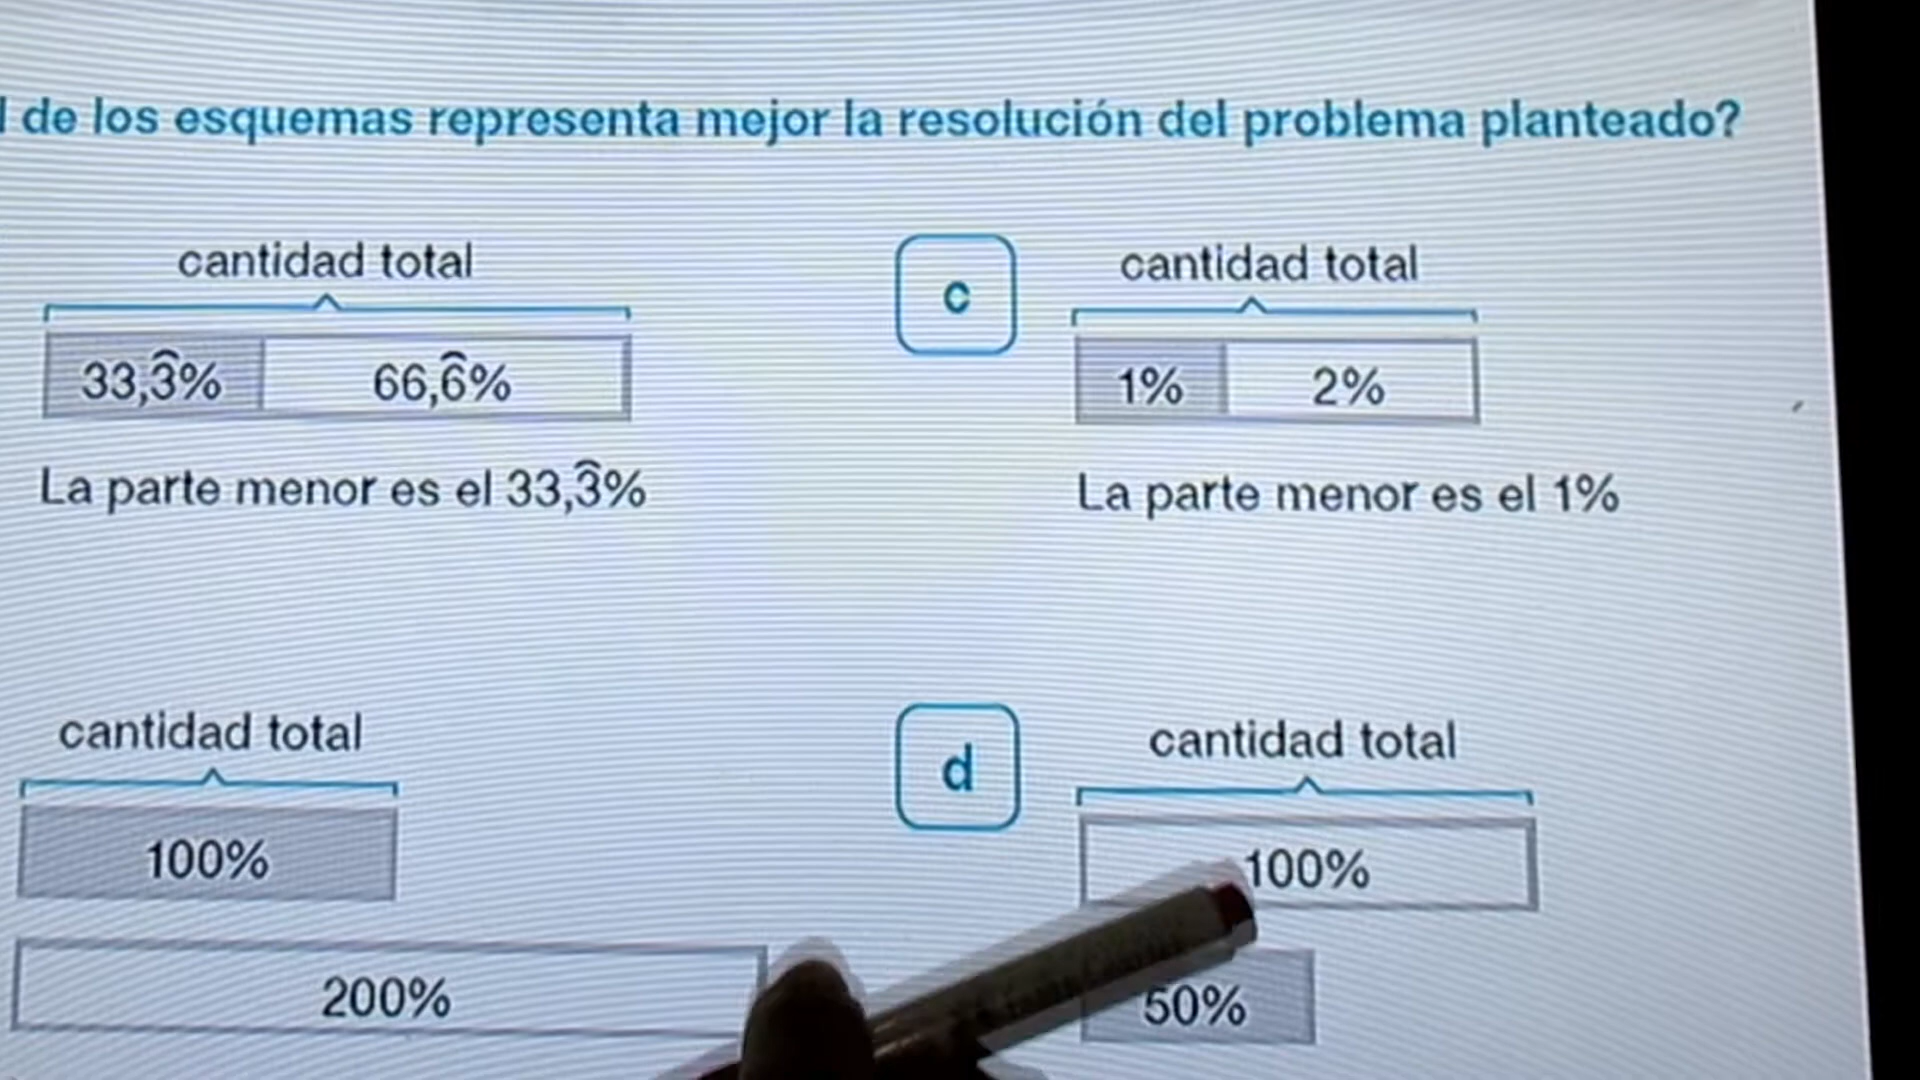 de los esquemas representa mejor la resolución del problema planteado?
cantidad total
33,3̑% 66,6̑%
La parte menor es el 33,3̑%
c
cantidad total
1% 2%
La parte menor es el 1%
cantidad total
100%
200%
d
cantidad total
100%
50%